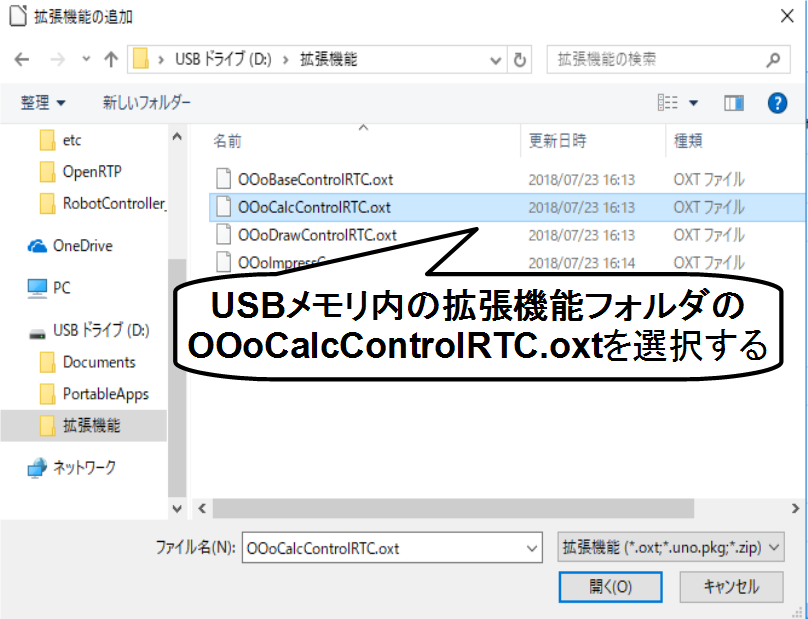 拡張機能の追加
USB ドライブ (D:) › 拡張機能
拡張機能の検索
整理 新しいフォルダー
名前 更新日時 種類
etc
OpenRTP
RobotController_
OneDrive
PC
USB ドライブ (D:)
Documents
PortableApps
拡張機能
ネットワーク
OOoBaseControlRTC.oxt 2018/07/23 16:13 OXT ファイル
OOoCalcControlRTC.oxt 2018/07/23 16:13 OXT ファイル
OOoDrawControlRTC.oxt 2018/07/23 16:13 OXT ファイル
OOoImpressC 2018/07/23 16:14 OXT ファイル
USBメモリ内の拡張機能フォルダの
OOoCalcControlRTC.oxtを選択する
ファイル名(N): OOoCalcControlRTC.oxt 拡張機能 (*.oxt;*.uno.pkg;*.zip)
開く(O) キャンセル